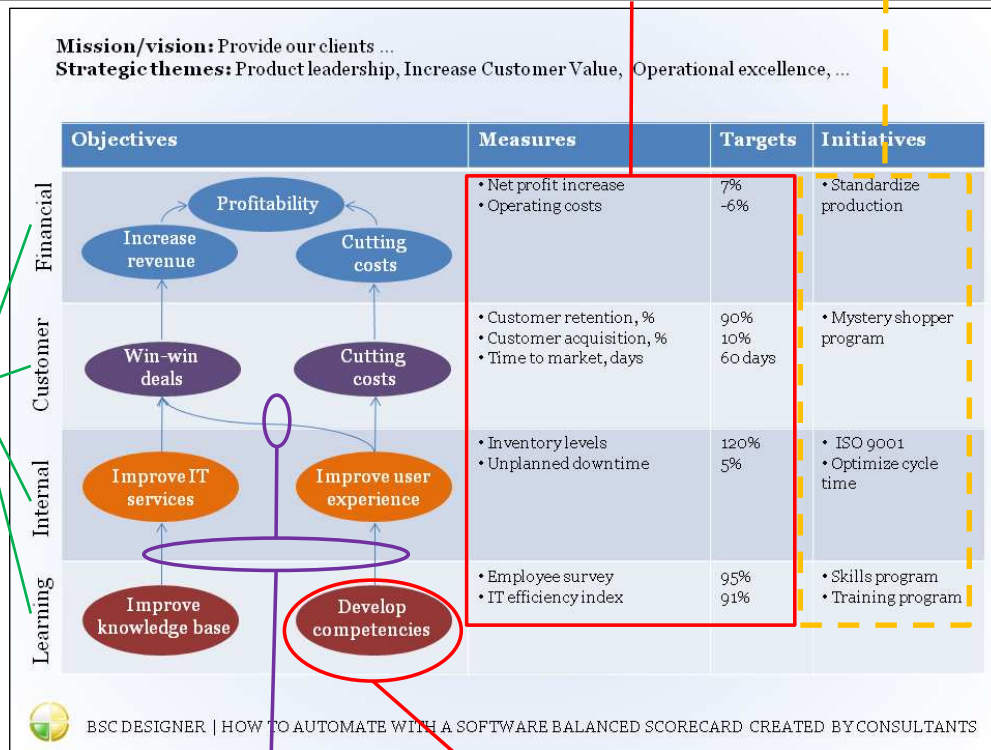 Mission/vision: Provide our clients ...
Strategic themes: Product leadership, Increase Customer Value, Operational excellence, ...
Objectives
Measures
Targets
Initiatives
Financial
Profitability
Increase
revenue
Cutting
costs
• Net profit increase
• Operating costs
7%
-6%
• Standardize
production
Customer
Win-win
deals
Cutting
costs
• Customer retention, %
• Customer acquisition, %
• Time to market, days
90%
10%
60 days
• Mystery shopper
program
Internal
Improve IT
services
Improve user
experience
• Inventory levels
• Unplanned downtime
120%
5%
• ISO 9001
• Optimize cycle
time
Learning
Improve
knowledge base
Develop
competencies
• Employee survey
• IT efficiency index
95%
91%
• Skills program
• Training program
BSC DESIGNER | HOW TO AUTOMATE WITH A SOFTWARE BALANCED SCORECARD CREATED BY CONSULTANTS